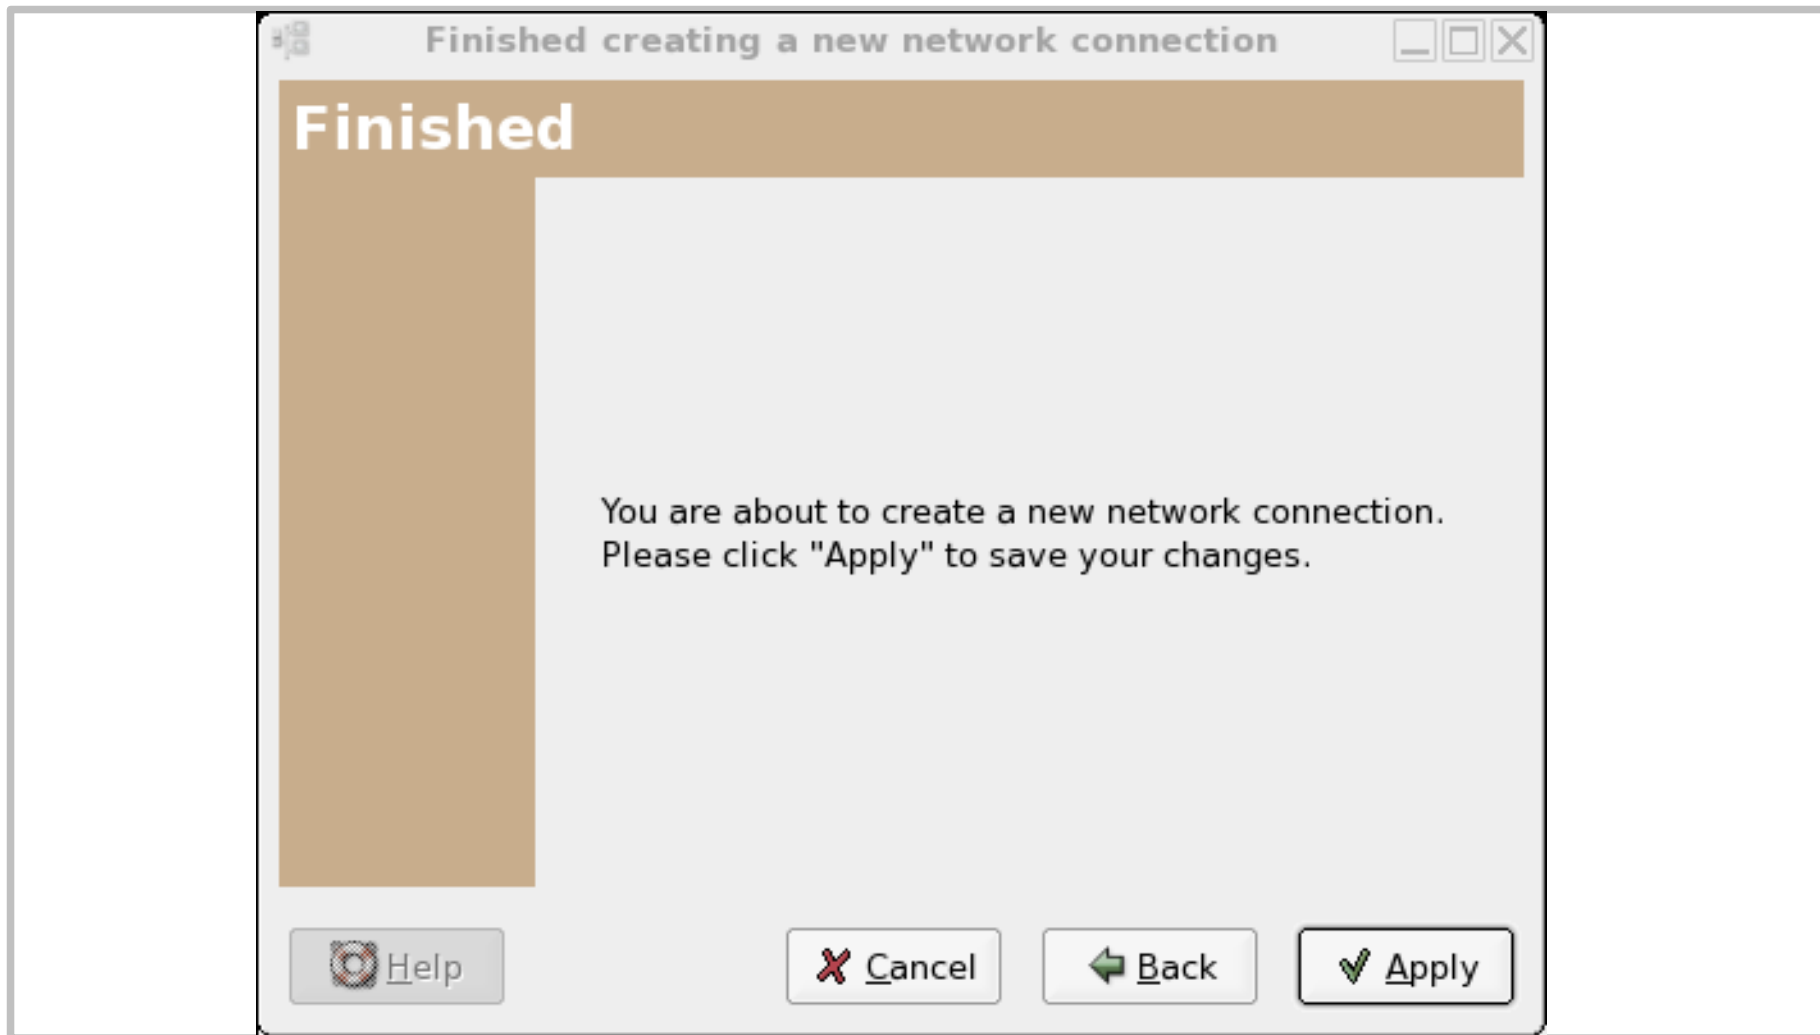 Finished creating a new network connection
Finished
You are about to create a new network connection.
Please click "Apply" to save your changes.
Help
Cancel
Back
Apply